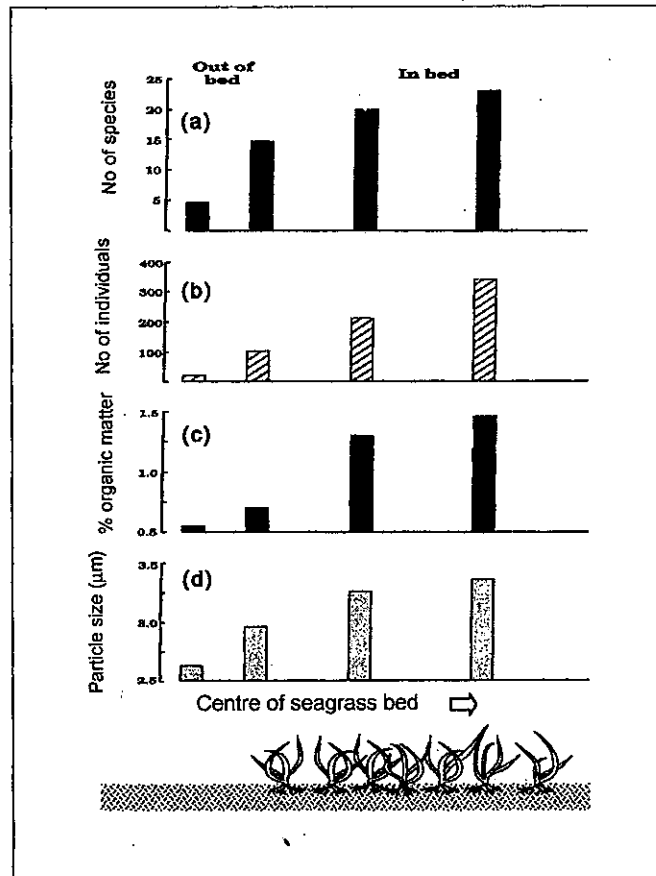 Out of bed
In bed
No of species
25
20
15
10
5
(a)
No of individuals
400
300
200
100
(b)
% organic matter
1.5
1.0
0.5
(c)
Particle size (μm)
3.5
3.0
2.5
(d)
Centre of seagrass bed